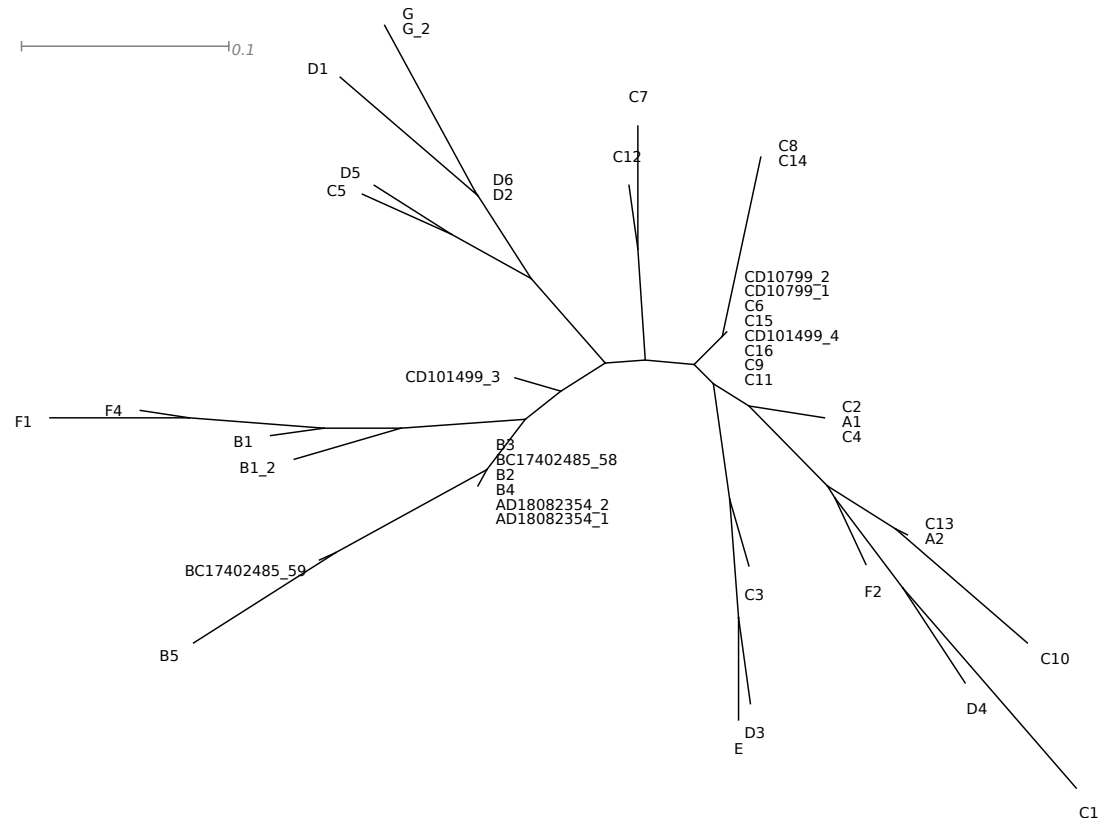 G
G_2
0.1
D1
C7
C8
C14
C12
D5
C5
D6
D2
CD10799_2
CD10799_1
C6
C15
CD101499_4
C16
C9
C11
CD101499_3
F4
F1
C2
A1
C4
B1
B1_2
B3
BC17402485_58
B2
B4
AD18082354_2
AD18082354_1
C13
A2
BC17402485_59
C3
F2
B5
C10
D4
D3
E
C1